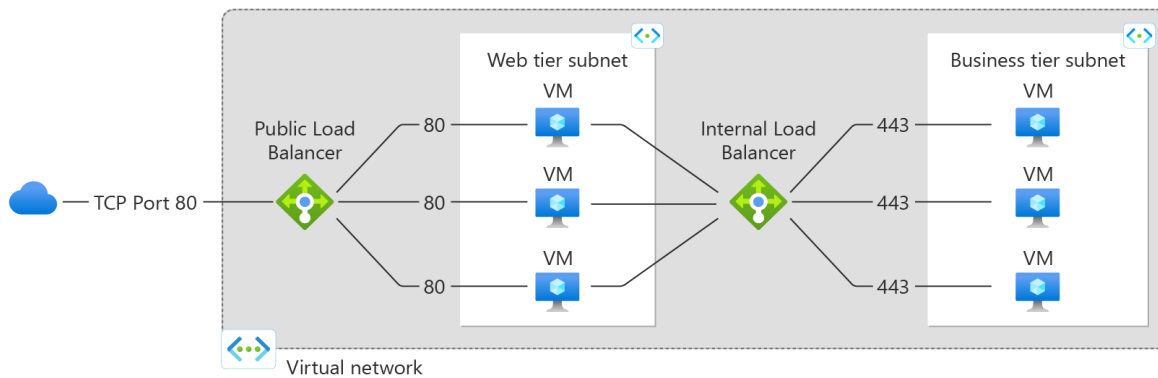 TCP Port 80
Public Load
Balancer
80
80
80
Web tier subnet
VM
VM
VM
Internal Load
Balancer
443
443
443
Business tier subnet
VM
VM
VM
Virtual network